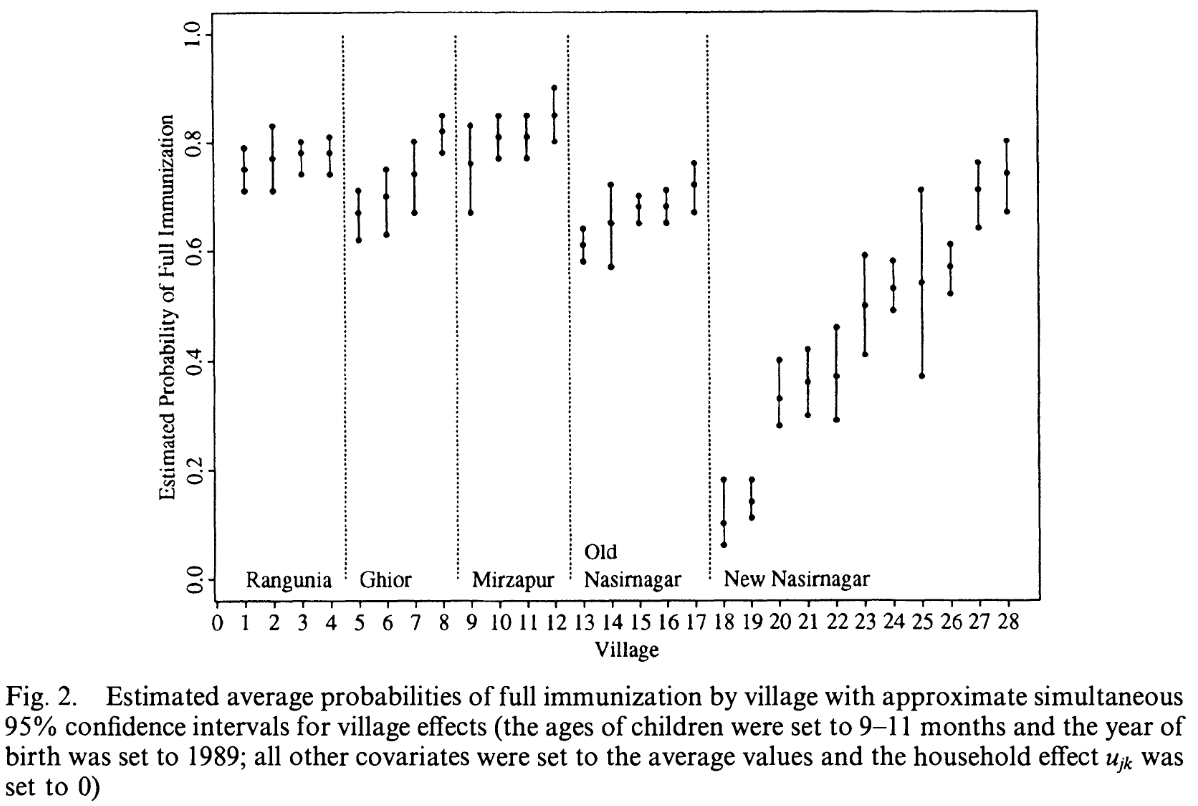 1.0
0.8
0.6
0.4
0.2
0.0
Estimated Probability of Full Immunization
Old
Rangunia Ghior Mirzapur Nasirnagar New Nasirnagar
0 1 2 3 4 5 6 7 8 9 10 11 12 13 14 15 16 17 18 19 20 21 22 23 24 25 26 27 28
Village
Fig. 2. Estimated average probabilities of full immunization by village with approximate simultaneous
95% confidence intervals for village effects (the ages of children were set to 9–11 months and the year of
birth was set to 1989; all other covariates were set to the average values and the household effect ujk was
set to 0)